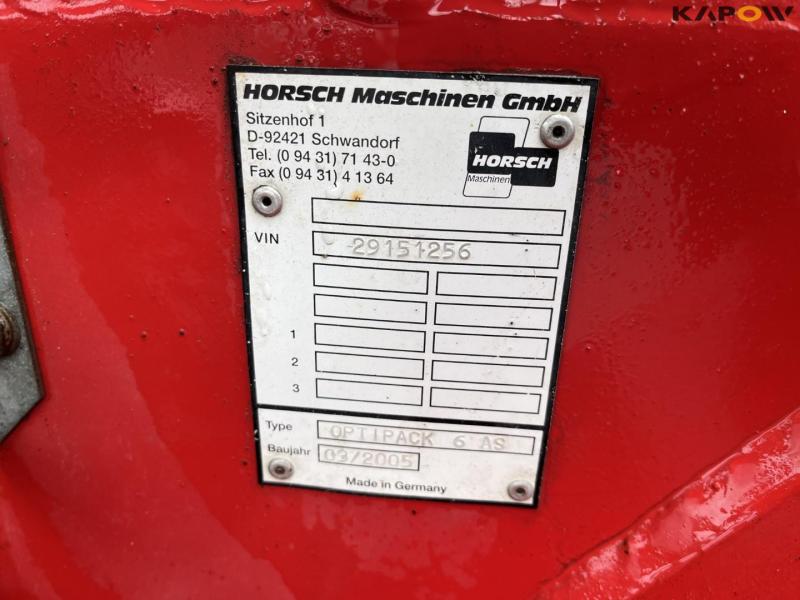 KAPOW
HORSCH Maschinen GmbH
Sitzenhof 1
D-92421 Schwandorf
Tel. (0 94 31) 71 43-0
Fax (0 94 31) 4 13 64
HORSCH
Maschinen
VIN 29151256
1
2
3
Type OPTIPACK 6 AS
Baujahr 03/2005
Made in Germany